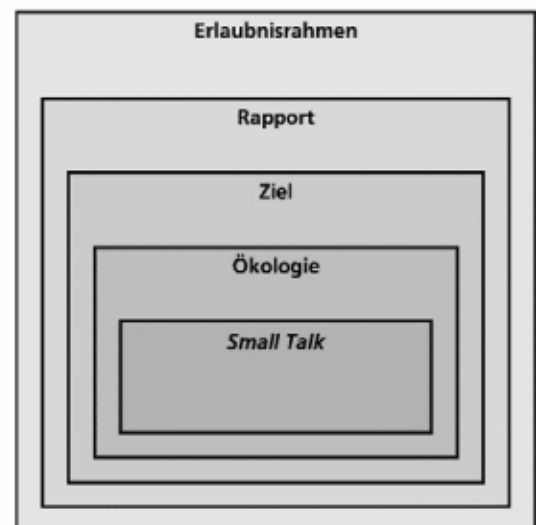 Erlaubnisrahmen
Rapport
Ziel
Ökologie
Small Talk